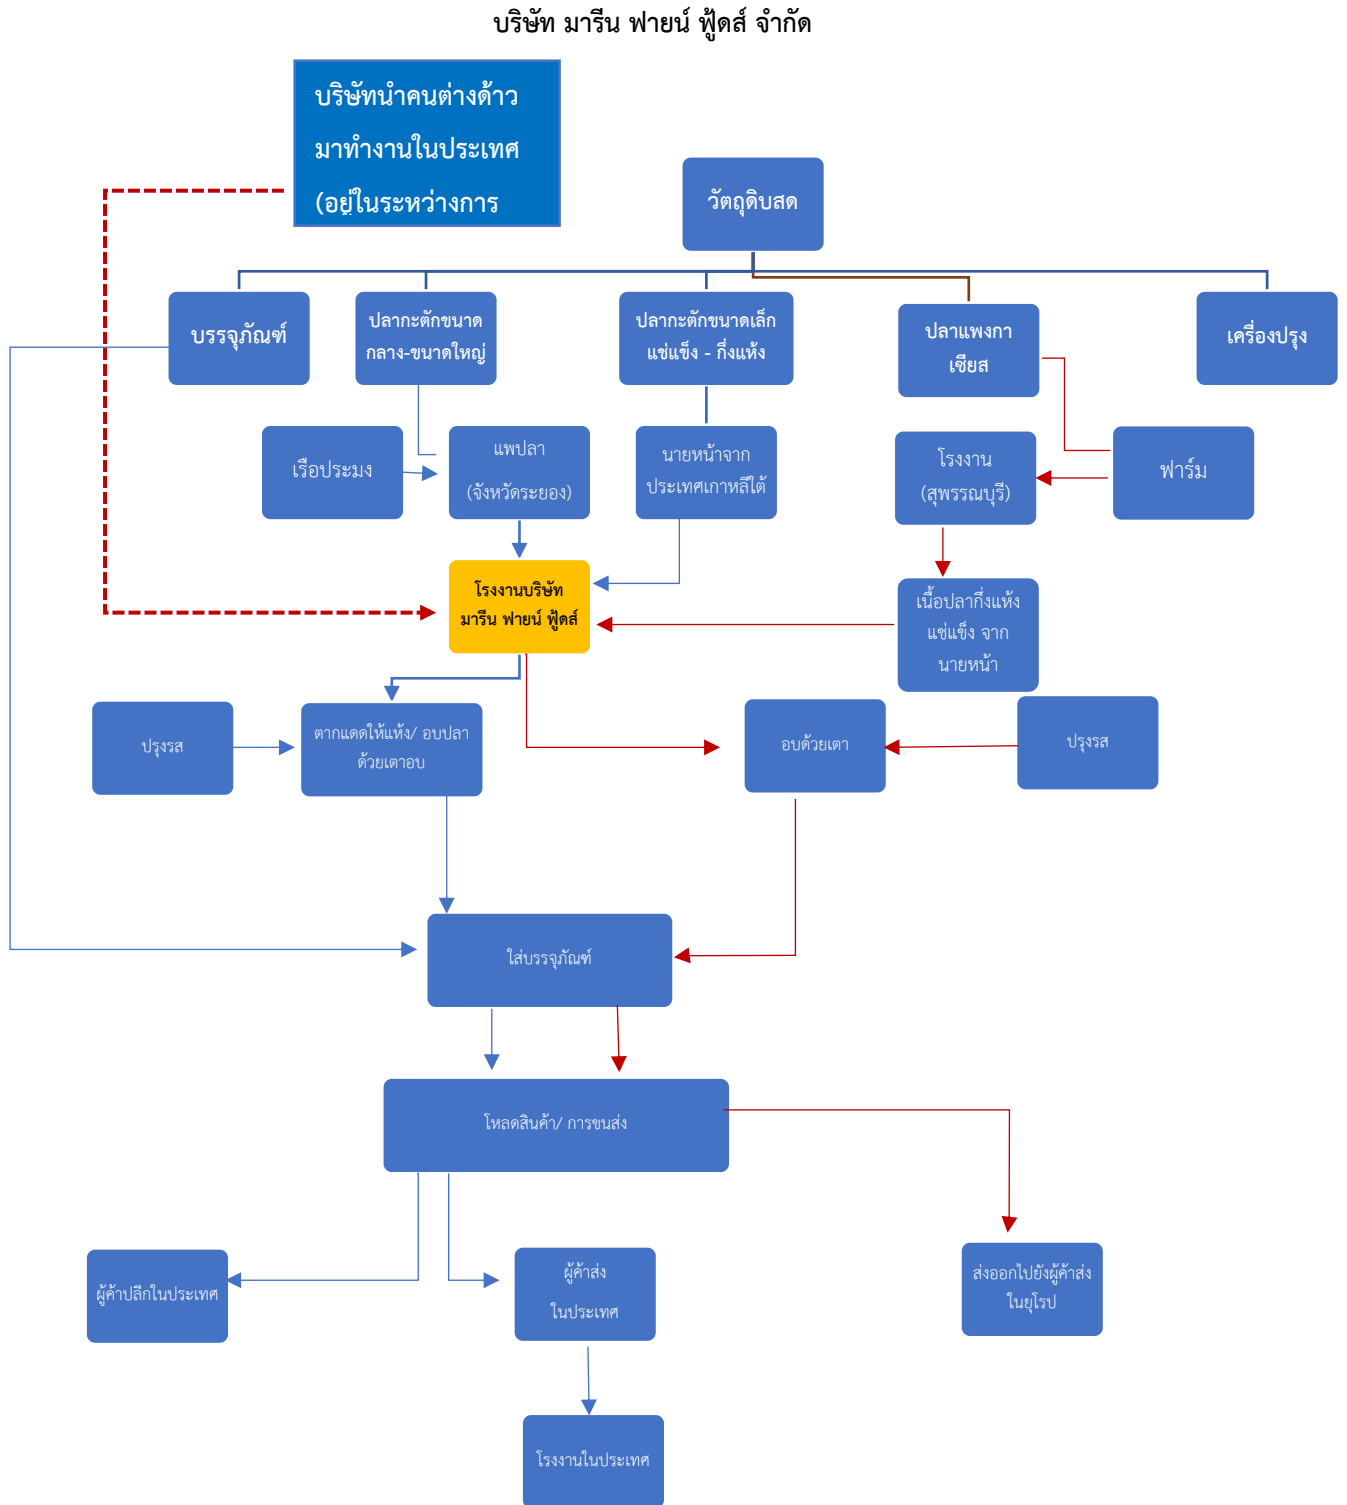 บริษัท มารีน ฟายน์ ฟู้ดส์ จำกัด
บริษัทนำคนต่างด้าว
มาทำงานในประเทศ
(อยู่ในระหว่างการ
วัตถุดิบสด
บรรจุภัณฑ์
ปลากะตักขนาด
กลาง-ขนาดใหญ่
ปลากะตักขนาดเล็ก
แช่แข็ง - กึ่งแห้ง
ปลาแพงกา
เซียส
เครื่องปรุง
เรือประมง
แพปลา
(จังหวัดระยอง)
นายหน้าจาก
ประเทศเกาหลีใต้
โรงงาน
(สุพรรณบุรี)
ฟาร์ม
โรงงานบริษัท
มารีน ฟายน์ ฟู้ดส์
เนื้อปลากึ่งแห้ง
แช่แข็ง จาก
นายหน้า
ปรุงรส
ตากแดดให้แห้ง/ อบปลา
ด้วยเตาอบ
อบด้วยเตา
ปรุงรส
ใส่บรรจุภัณฑ์
โหลดสินค้า/ การขนส่ง
ผู้ค้าปลีกในประเทศ
ผู้ค้าส่ง
ในประเทศ
ส่งออกไปยังผู้ค้าส่ง
ในยุโรป
โรงงานในประเทศ